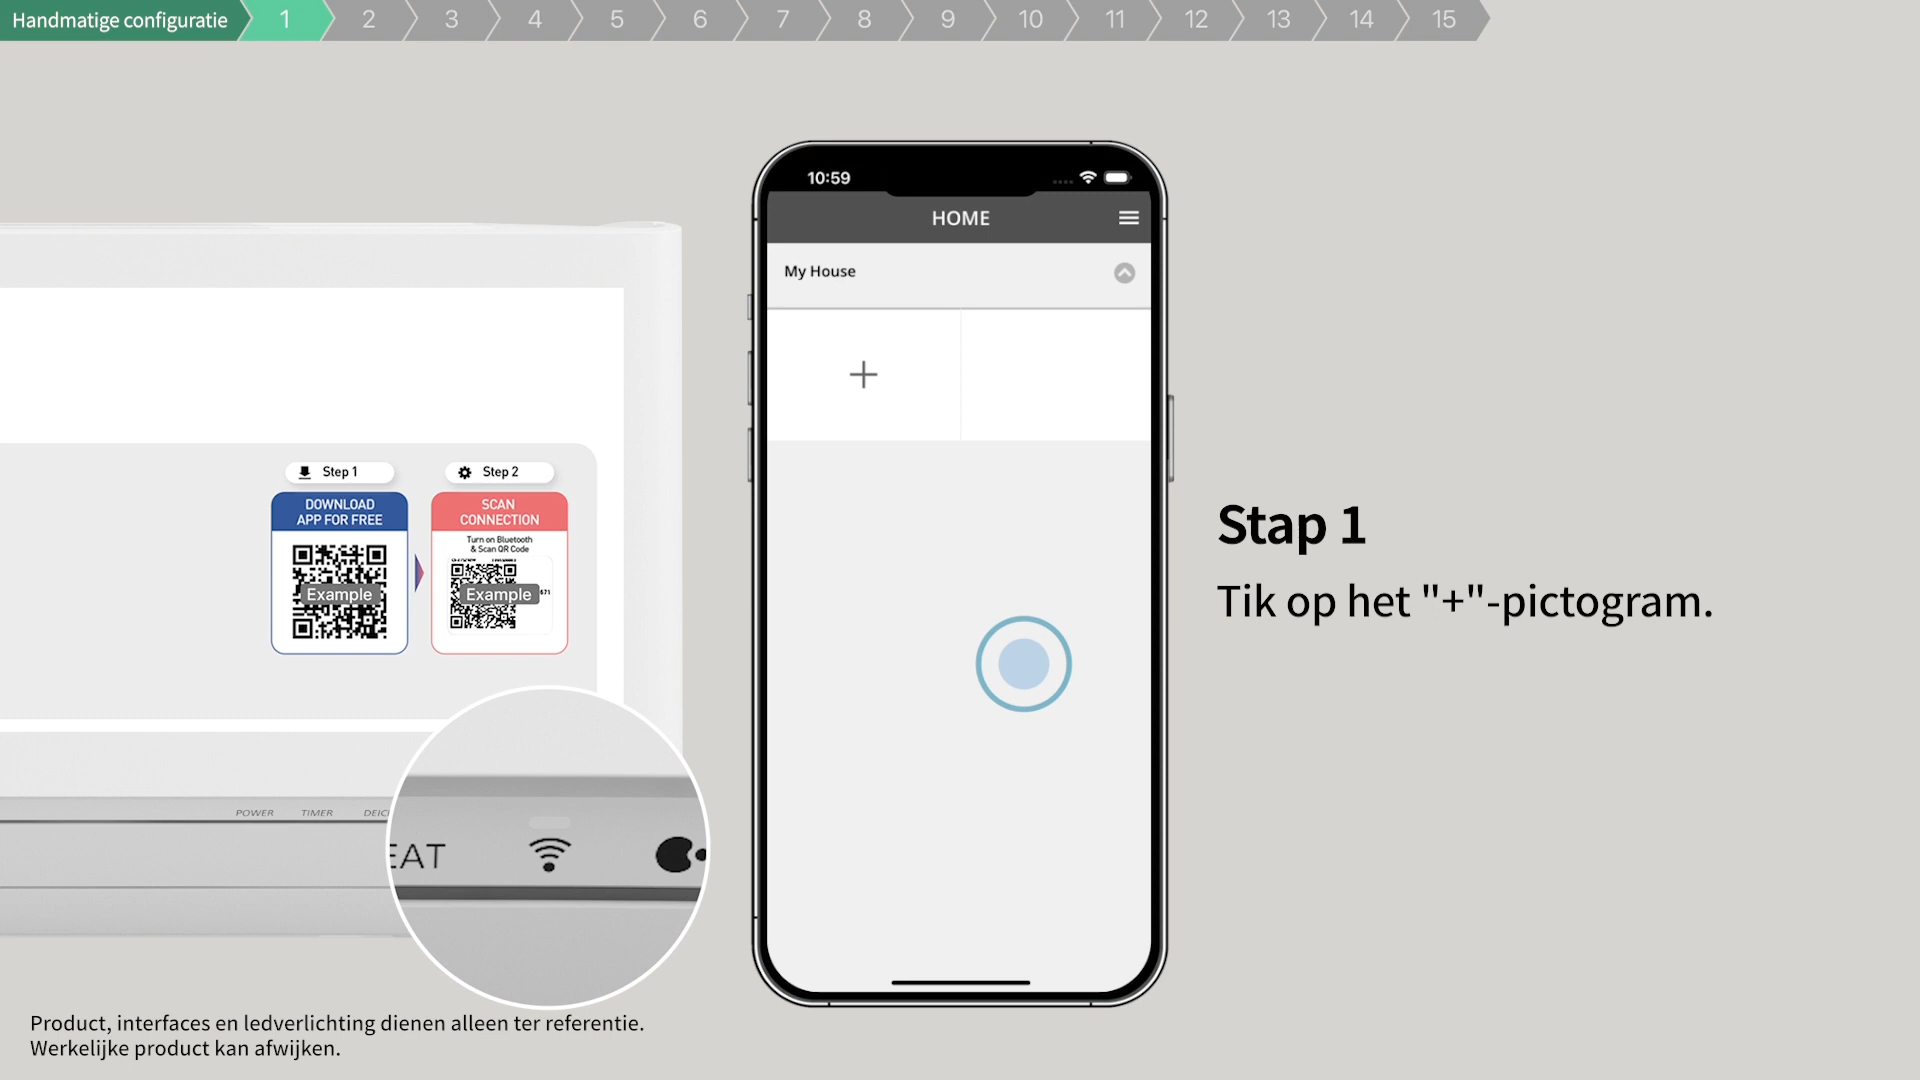 Handmatige configuratie 1 2 3 4 5 6 7 8 9 10 11 12 13 14 15
10:59
HOME
My House
+
Step 1
Step 2
DOWNLOAD
APP FOR FREE
SCAN
CONNECTION
Turn on Bluetooth
& Scan QR Code
Example
Example
671
Stap 1
Tik op het "+"-pictogram.
POWER TIMER DEIC
EAT
Product, interfaces en ledverlichting dienen alleen ter referentie.
Werkelijke product kan afwijken.